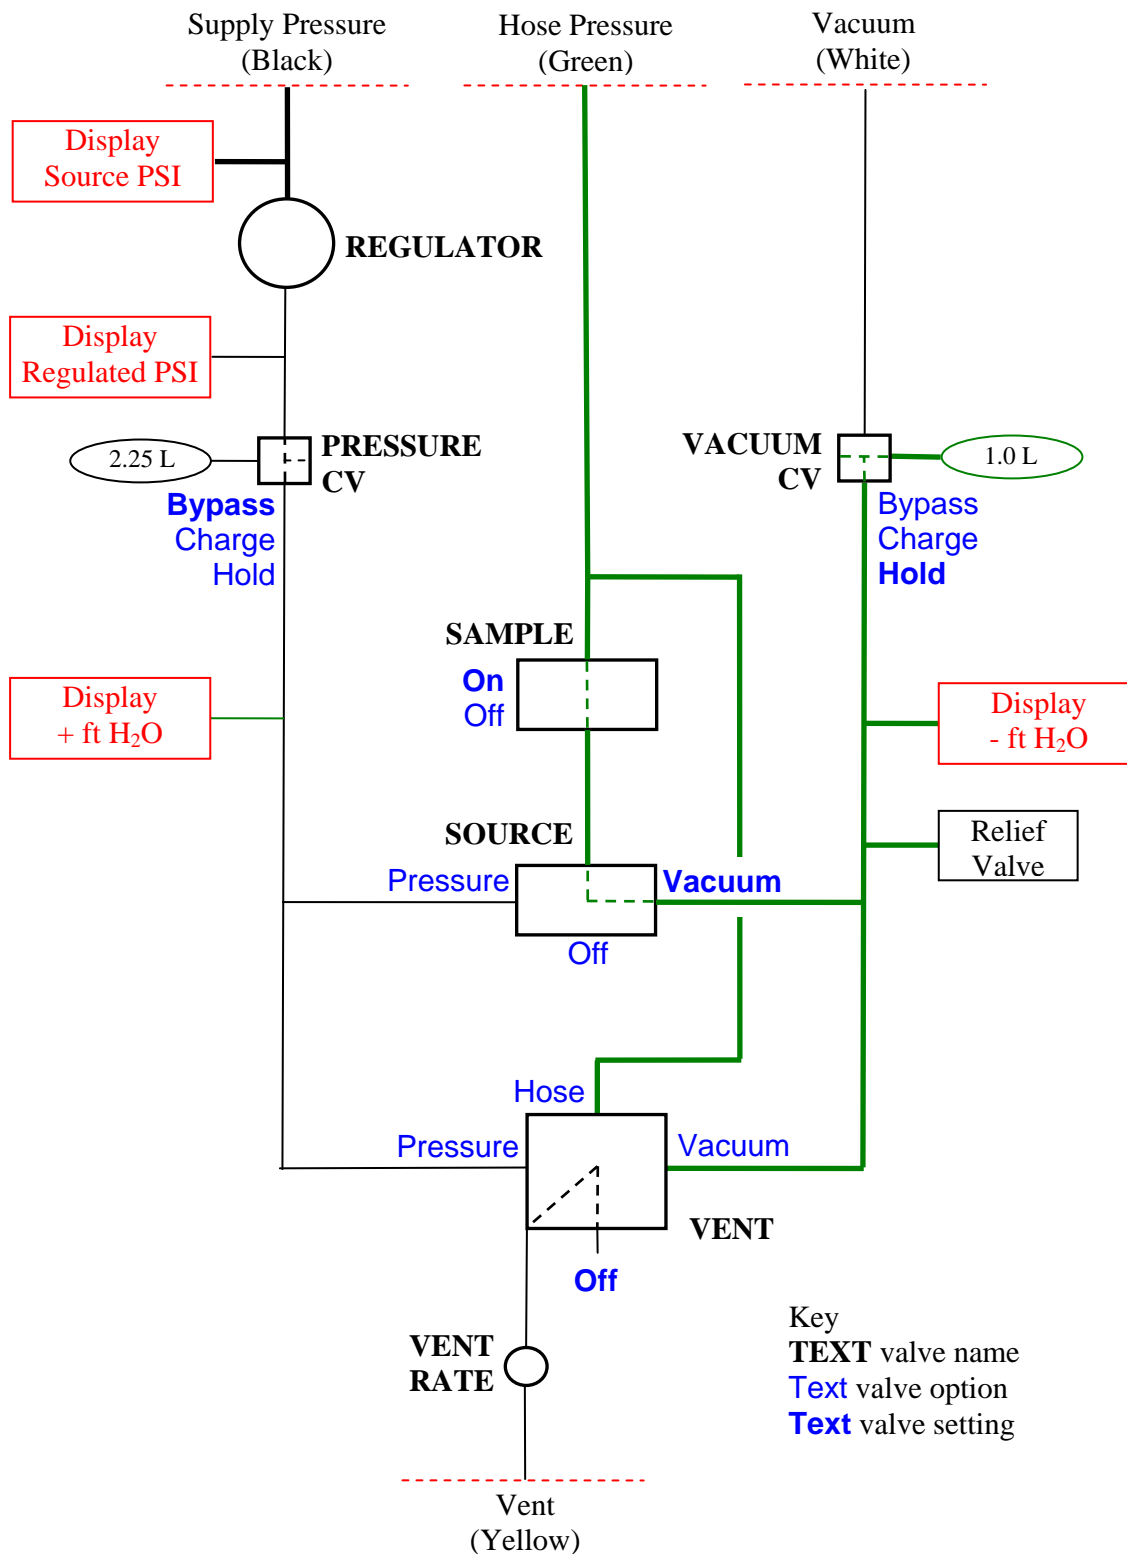 Supply Pressure
(Black)
Hose Pressure
(Green)
Vacuum
(White)
Display
Source PSI
REGULATOR
Display
Regulated PSI
2.25 L
PRESSURE
CV
Bypass
Charge
Hold
VACUUM
CV
1.0 L
Bypass
Charge
Hold
SAMPLE
On
Off
Display
+ ft H₂O
Display
- ft H₂O
SOURCE
Pressure
Vacuum
Off
Relief
Valve
Hose
Pressure
Vacuum
VENT
Off
VENT
RATE
Key
TEXT valve name
Text valve option
Text valve setting
Vent
(Yellow)